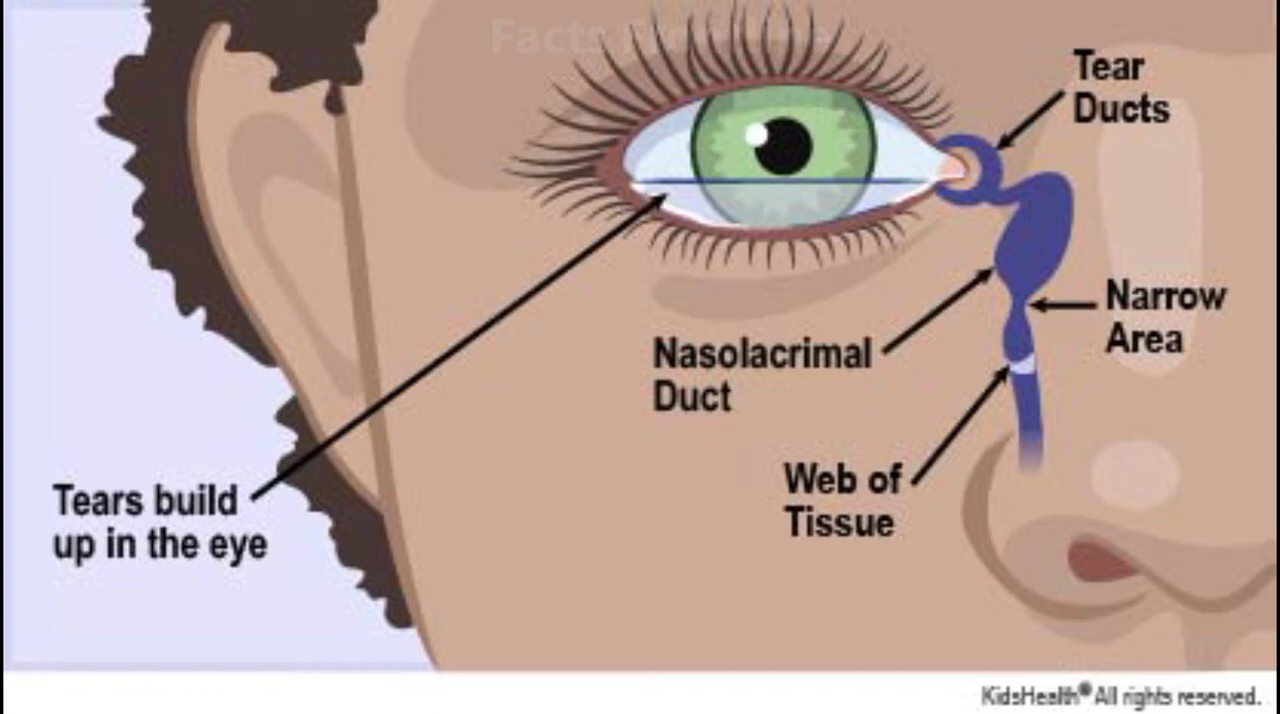 Facts
Tear
Ducts
Narrow
Area
Nasolacrimal
Duct
Web of
Tissue
Tears build
up in the eye
KidsHealth® All rights reserved.